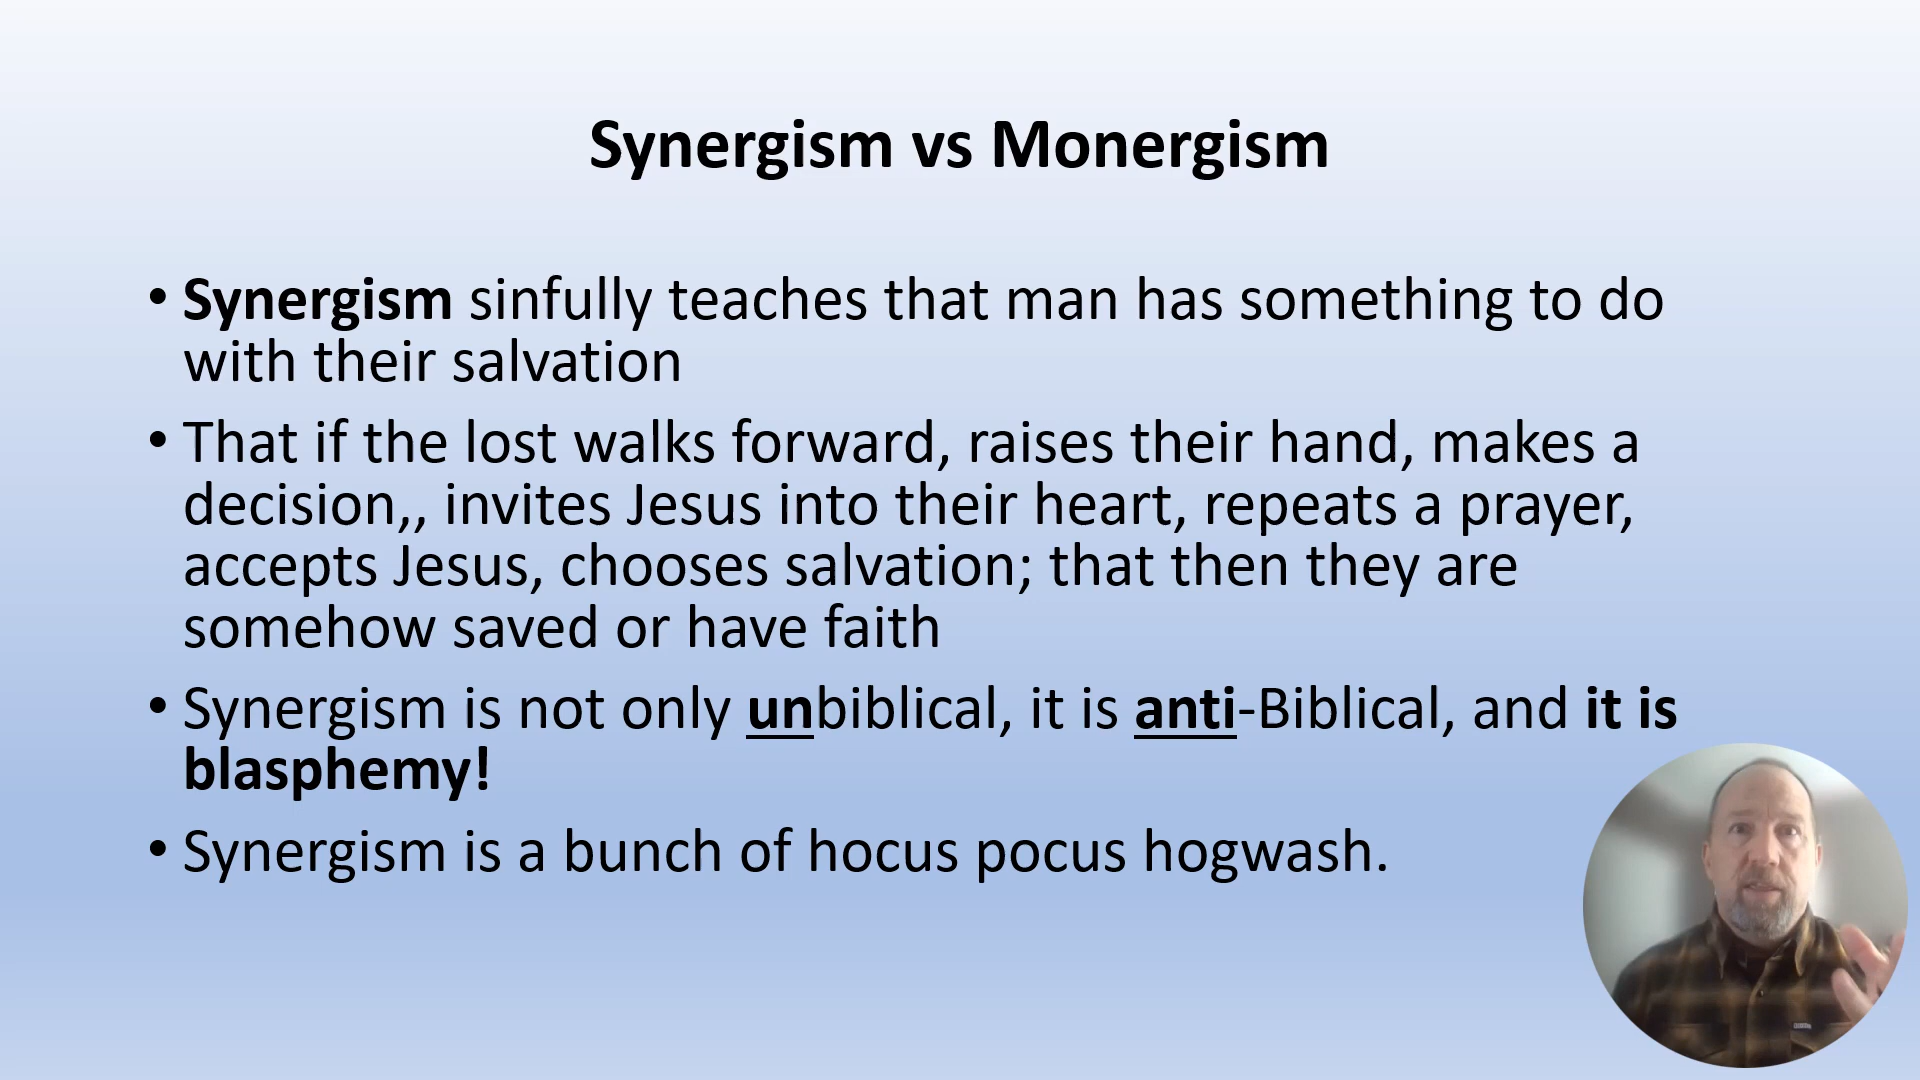 Synergism vs Monergism
• Synergism sinfully teaches that man has something to do
with their salvation
• That if the lost walks forward, raises their hand, makes a
decision,, invites Jesus into their heart, repeats a prayer,
accepts Jesus, chooses salvation; that then they are
somehow saved or have faith
• Synergism is not only unbiblical, it is anti-Biblical, and it is
blasphemy!
• Synergism is a bunch of hocus pocus hogwash.